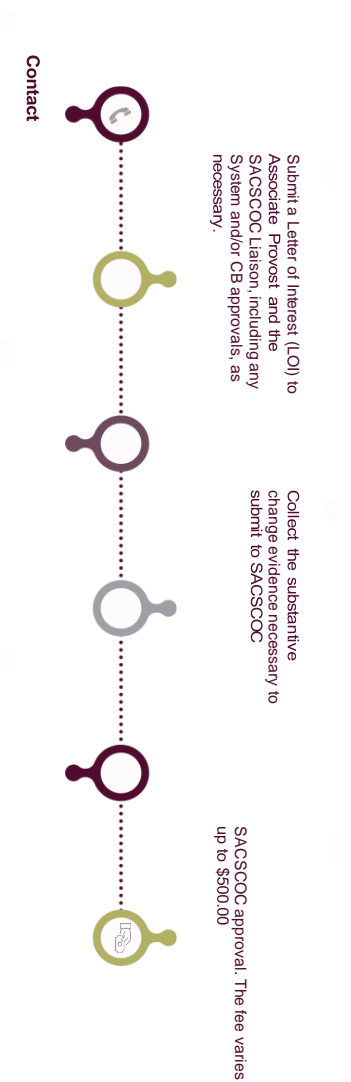 Contact
Submit a Letter of Interest (LOI) to
Associate Provost and the
SACSCOC Liaison, including any
System and/or CB approvals, as
necessary.
Collect the substantive
change evidence necessary to
submit to SACSCOC
SACSCOC approval. The fee varies
up to $500.00